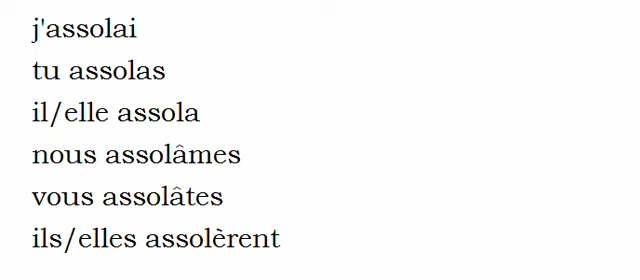 j'assolai
tu assolas
il/elle assola
nous assolâmes
vous assolâtes
ils/elles assolèrent